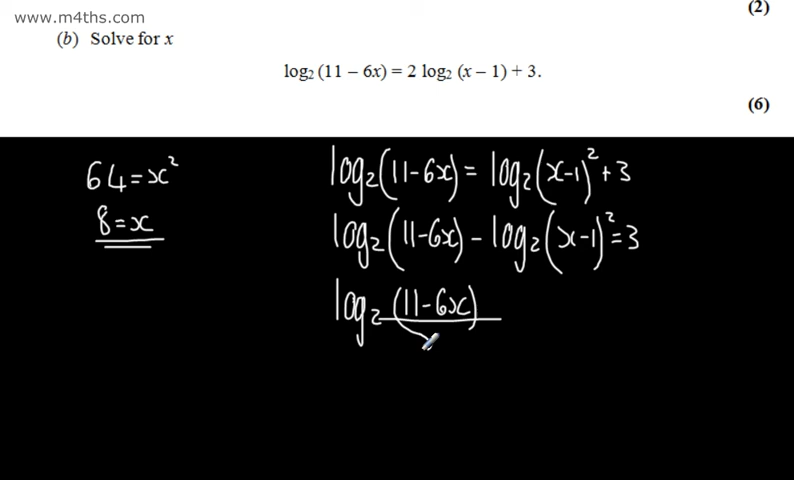 www.m4ths.com
(2)
(b) Solve for x
log₂ (11 – 6x) = 2 log₂ (x – 1) + 3.
(6)
64 = x²
8 = x
log₂(11-6x) = log₂(x-1)² + 3
log₂(11-6x) - log₂(x-1)² = 3
log₂ (11-6x)